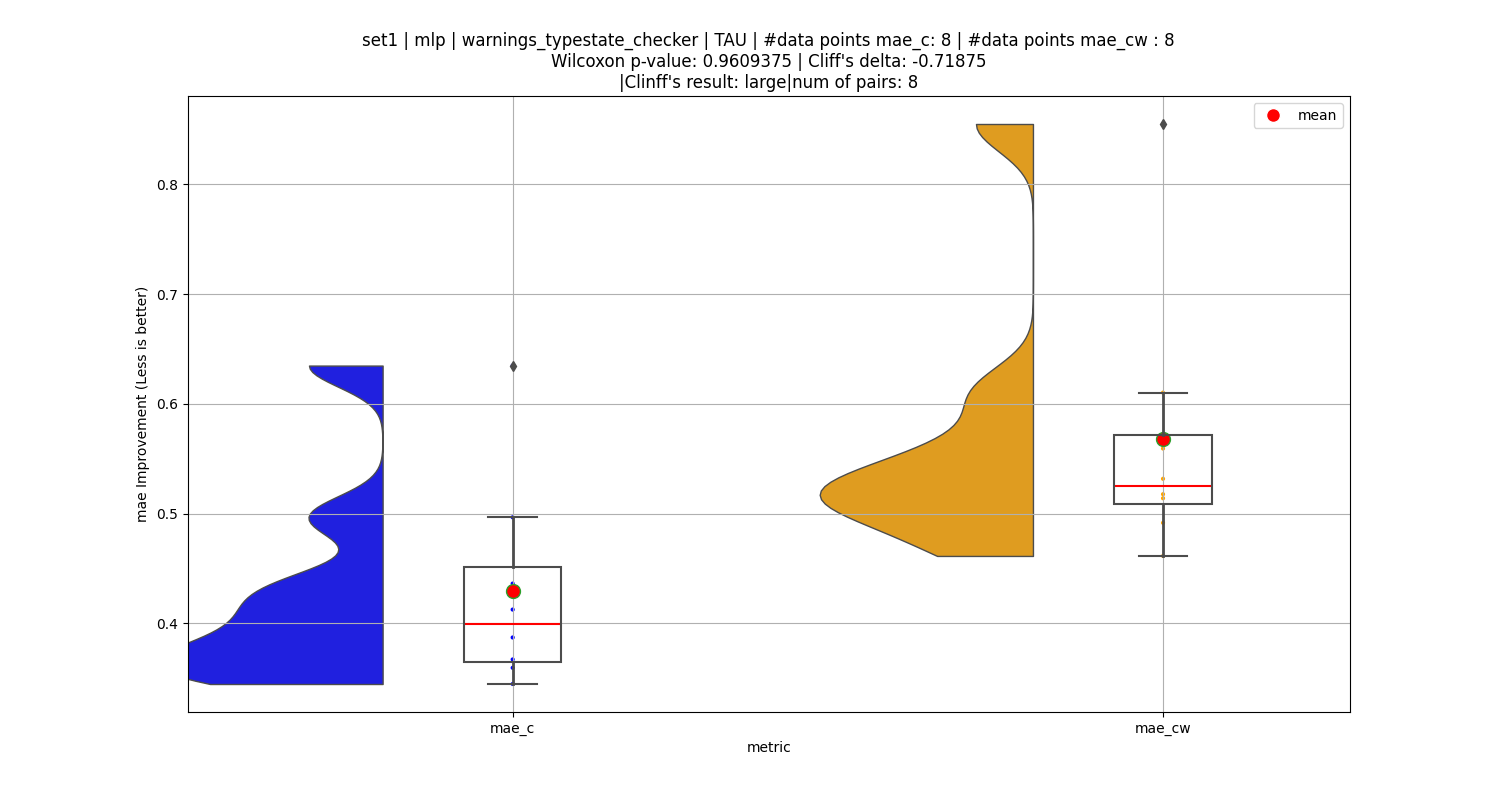 set1 | mlp | warnings_typestate_checker | TAU | #data points mae_c: 8 | #data points mae_cw : 8
Wilcoxon p-value: 0.9609375 | Cliff's delta: -0.71875
|Clinff's result: large|num of pairs: 8
mean
mae Improvement (Less is better)
0.8
0.7
0.6
0.5
0.4
mae_c
mae_cw
metric